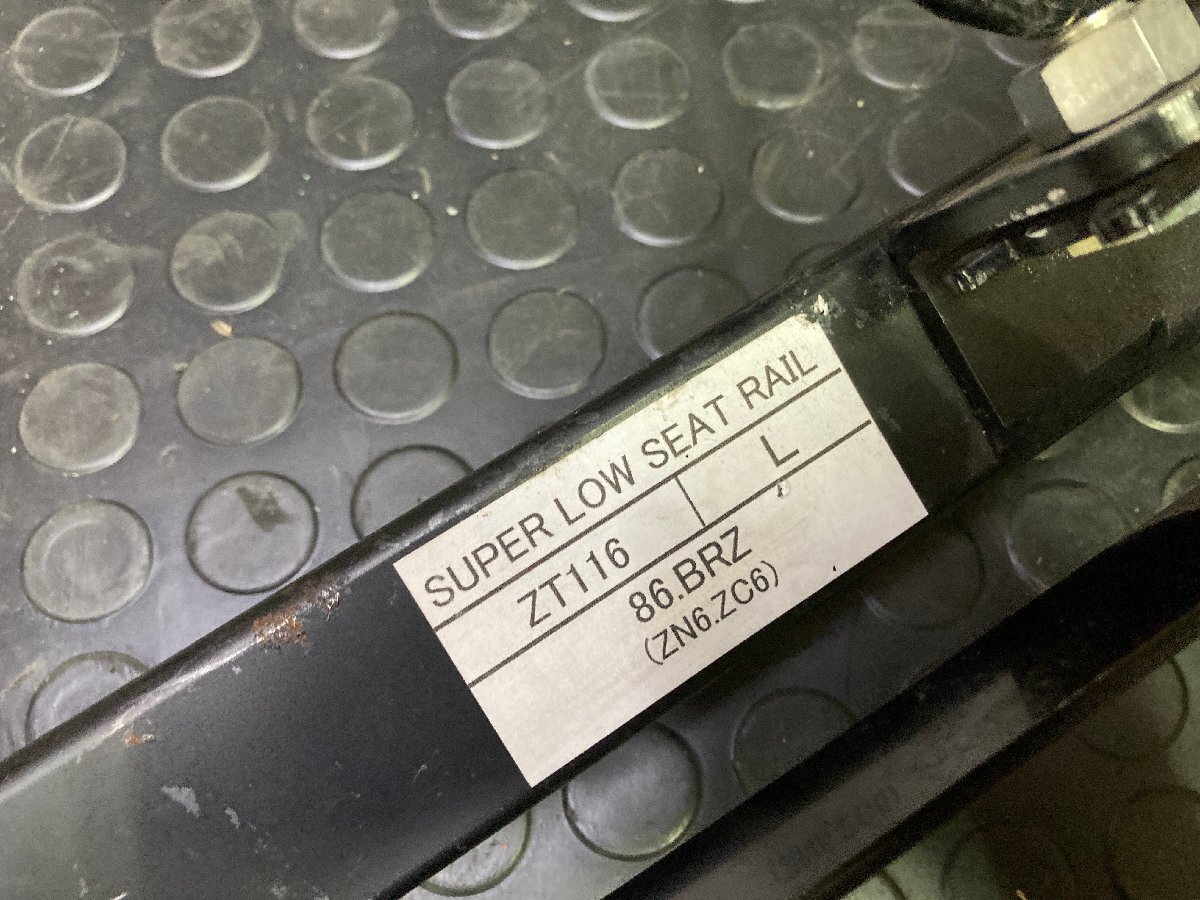 SUPER LOW SEAT RAIL
ZT116 L
86.BRZ
(ZN6.ZC6)